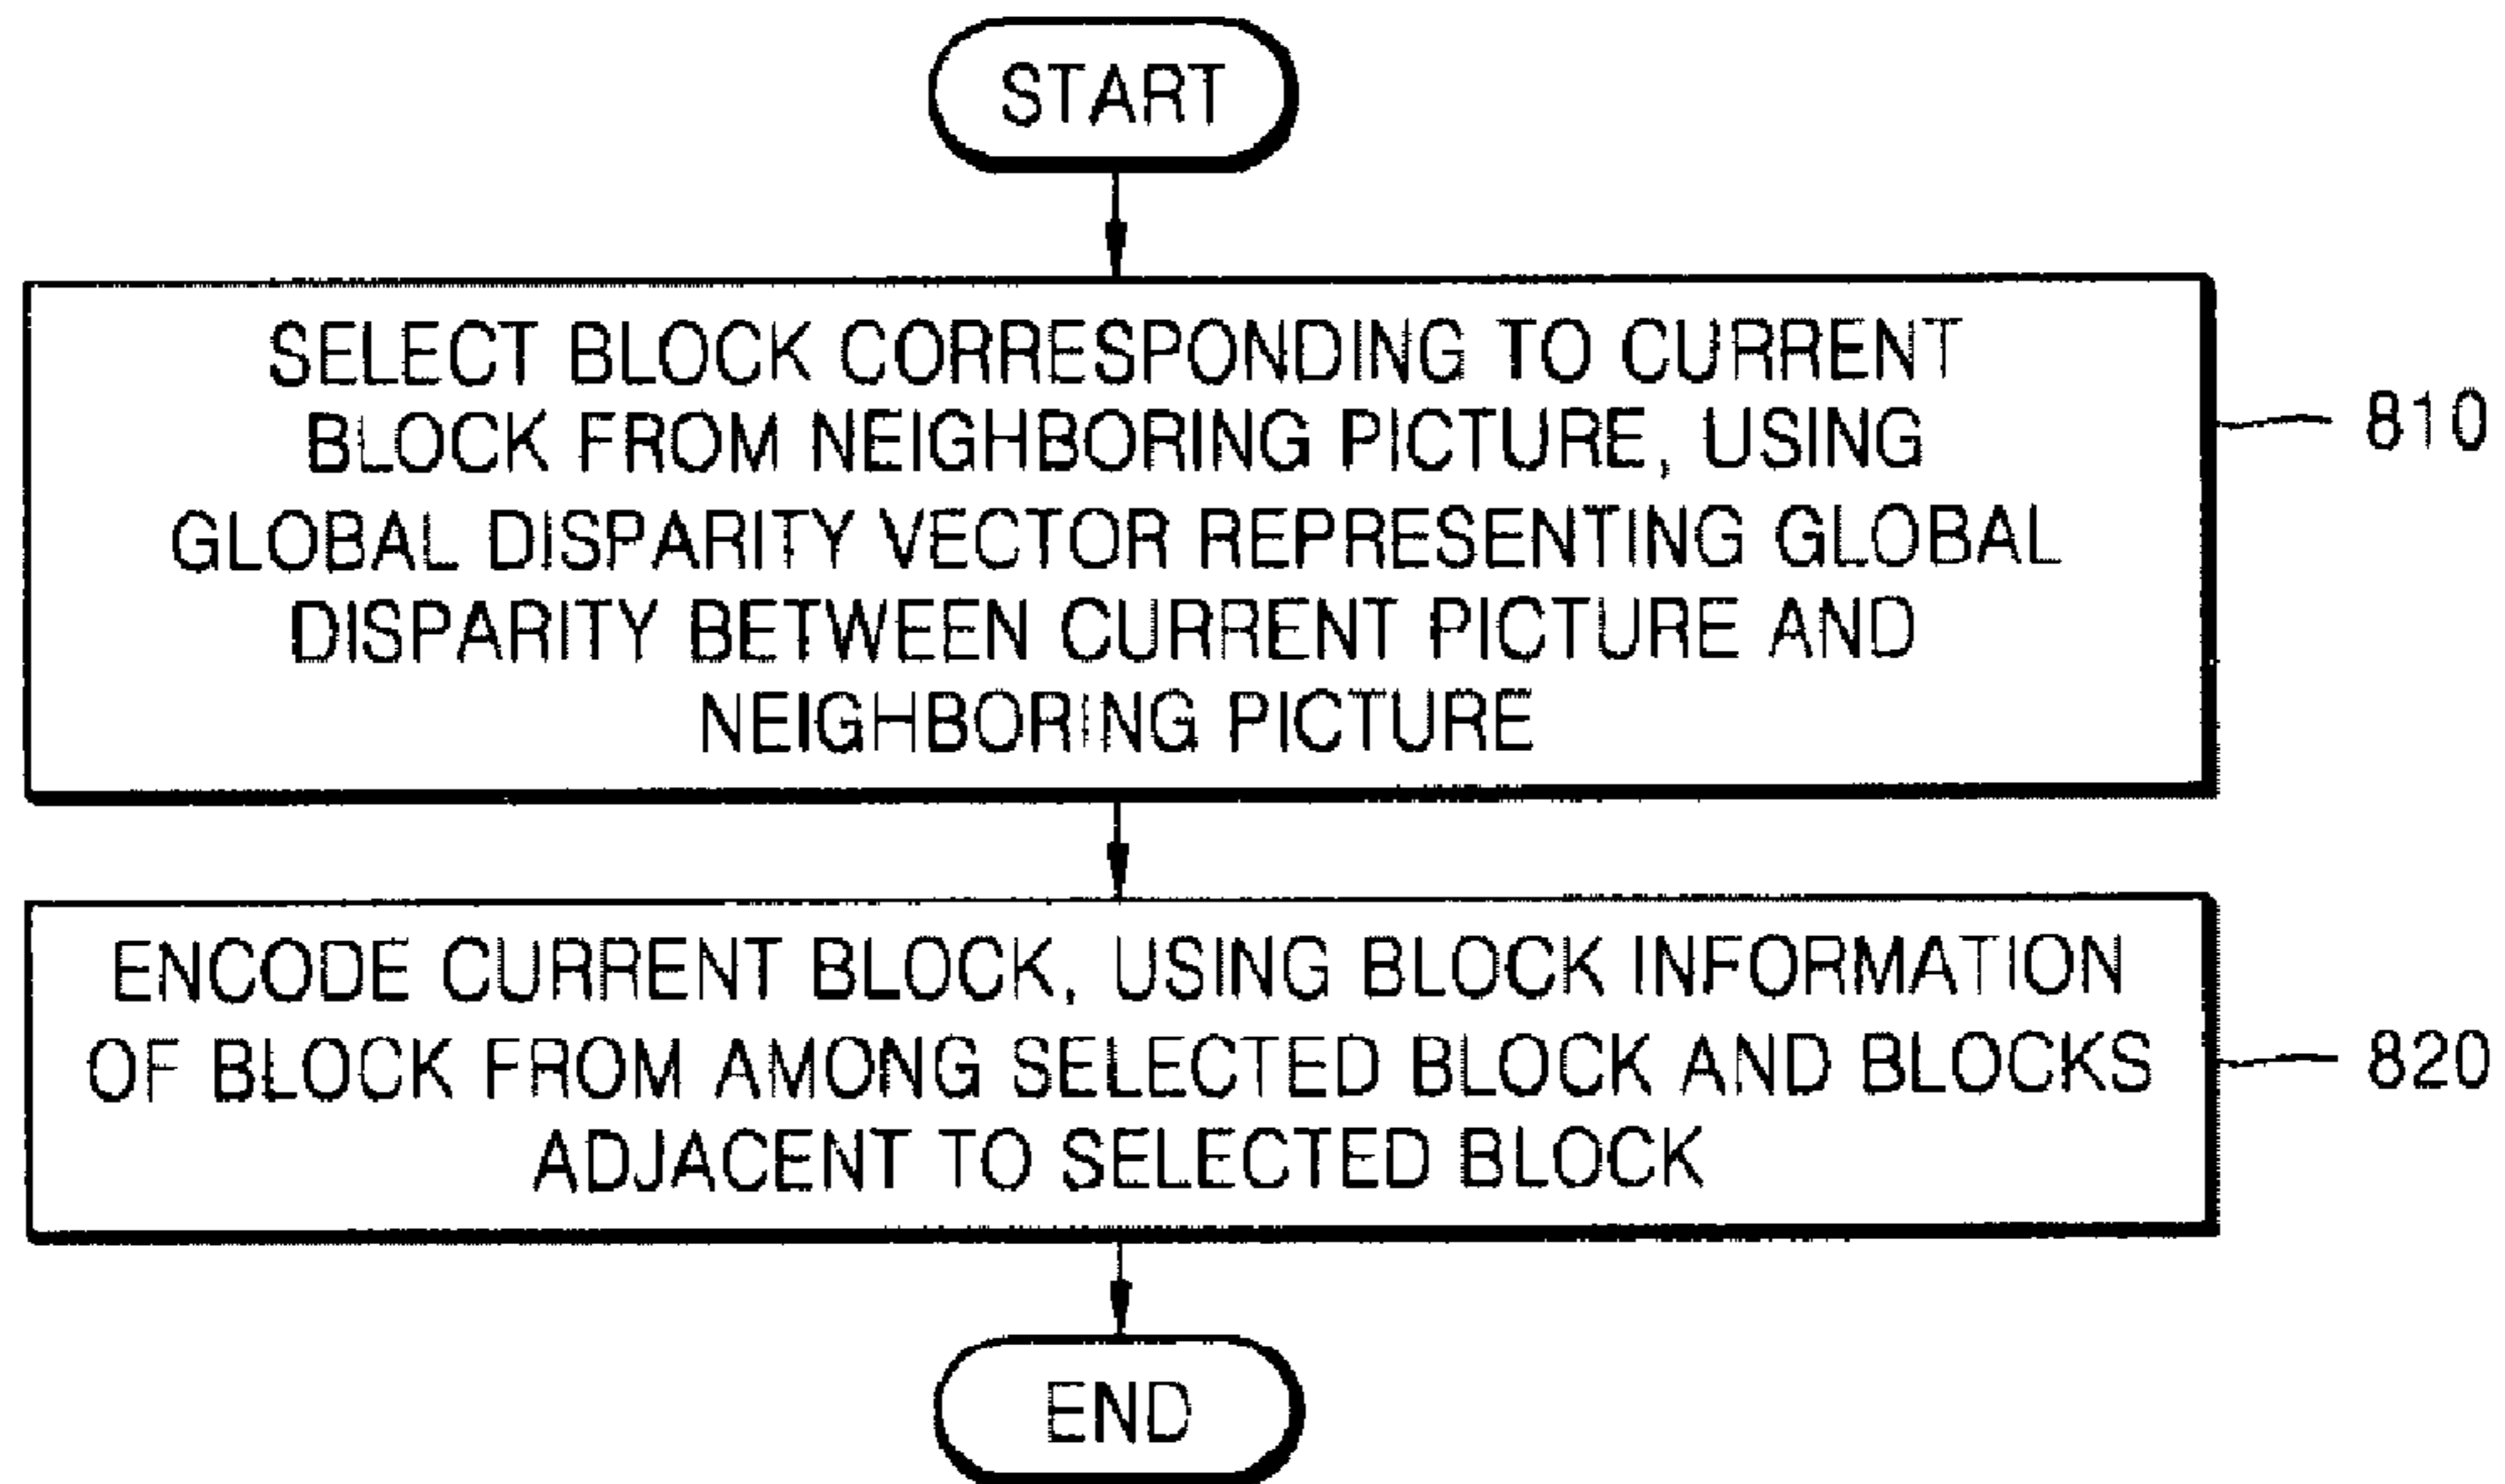 START
SELECT BLOCK CORRESPONDING TO CURRENT
BLOCK FROM NEIGHBORING PICTURE, USING
GLOBAL DISPARITY VECTOR REPRESENTING GLOBAL
DISPARITY BETWEEN CURRENT PICTURE AND
NEIGHBORING PICTURE
810
ENCODE CURRENT BLOCK, USING BLOCK INFORMATION
OF BLOCK FROM AMONG SELECTED BLOCK AND BLOCKS
ADJACENT TO SELECTED BLOCK
820
END